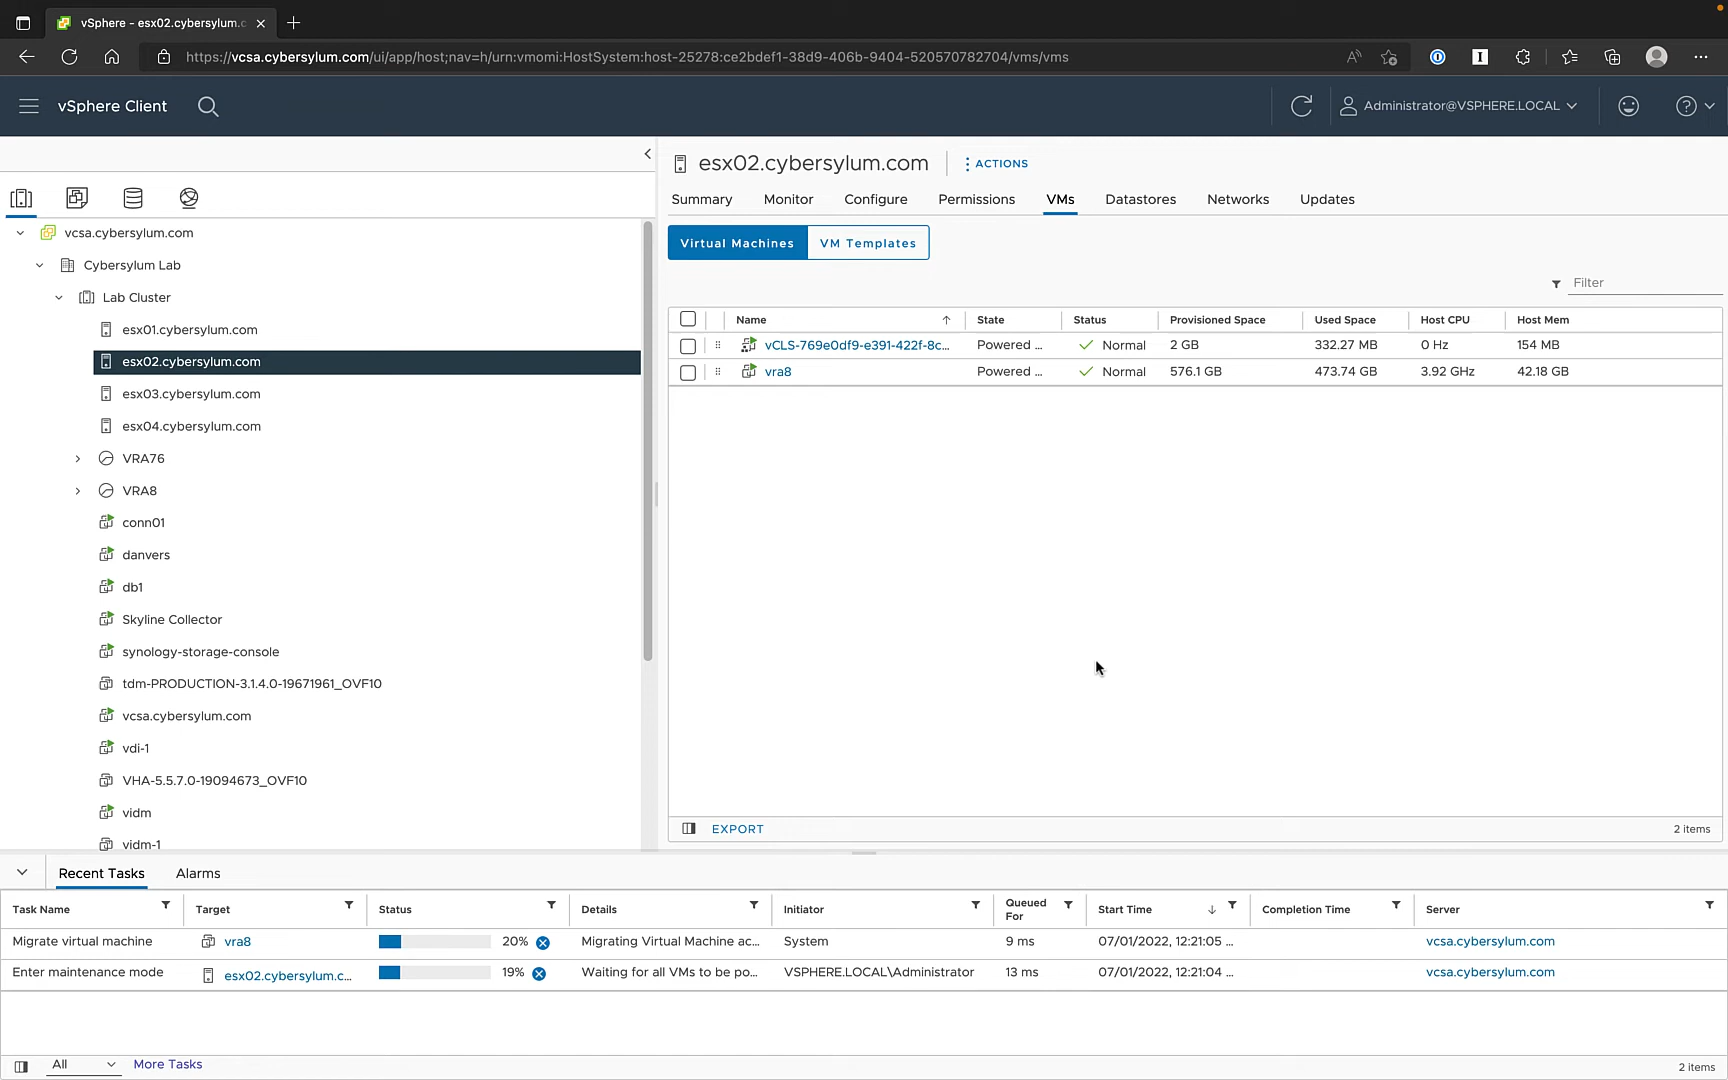 vSphere - esx02.cybersylum.c
https://vcsa.cybersylum.com/ui/app/host;nav=h/urn:vmomi:HostSystem:host-25278:ce2bdef1-38d9-406b-9404-520570782704/vms/vms
vSphere Client
Administrator@VSPHERE.LOCAL
esx02.cybersylum.com
ACTIONS
Summary Monitor Configure Permissions VMs Datastores Networks Updates
Virtual Machines VM Templates
Filter
vcsa.cybersylum.com
Cybersylum Lab
Lab Cluster
esx01.cybersylum.com
esx02.cybersylum.com
esx03.cybersylum.com
esx04.cybersylum.com
VRA76
VRA8
conn01
danvers
db1
Skyline Collector
synology-storage-console
tdm-PRODUCTION-3.1.4.0-19671961_OVF10
vcsa.cybersylum.com
vdi-1
VHA-5.5.7.0-19094673_OVF10
vidm
vidm-1
Name State Status Provisioned Space Used Space Host CPU Host Mem
vCLS-769e0df9-e391-422f-8c... Powered ... Normal 2 GB 332.27 MB 0 Hz 154 MB
vra8 Powered ... Normal 576.1 GB 473.74 GB 3.92 GHz 42.18 GB
EXPORT
2 items
Recent Tasks Alarms
Task Name Target Status Details Initiator Queued For Start Time Completion Time Server
Migrate virtual machine vra8 20% Migrating Virtual Machine ac... System 9 ms 07/01/2022, 12:21:05 ... vcsa.cybersylum.com
Enter maintenance mode esx02.cybersylum.c... 19% Waiting for all VMs to be po... VSPHERE.LOCAL\Administrator 13 ms 07/01/2022, 12:21:04 ... vcsa.cybersylum.com
All More Tasks
2 items